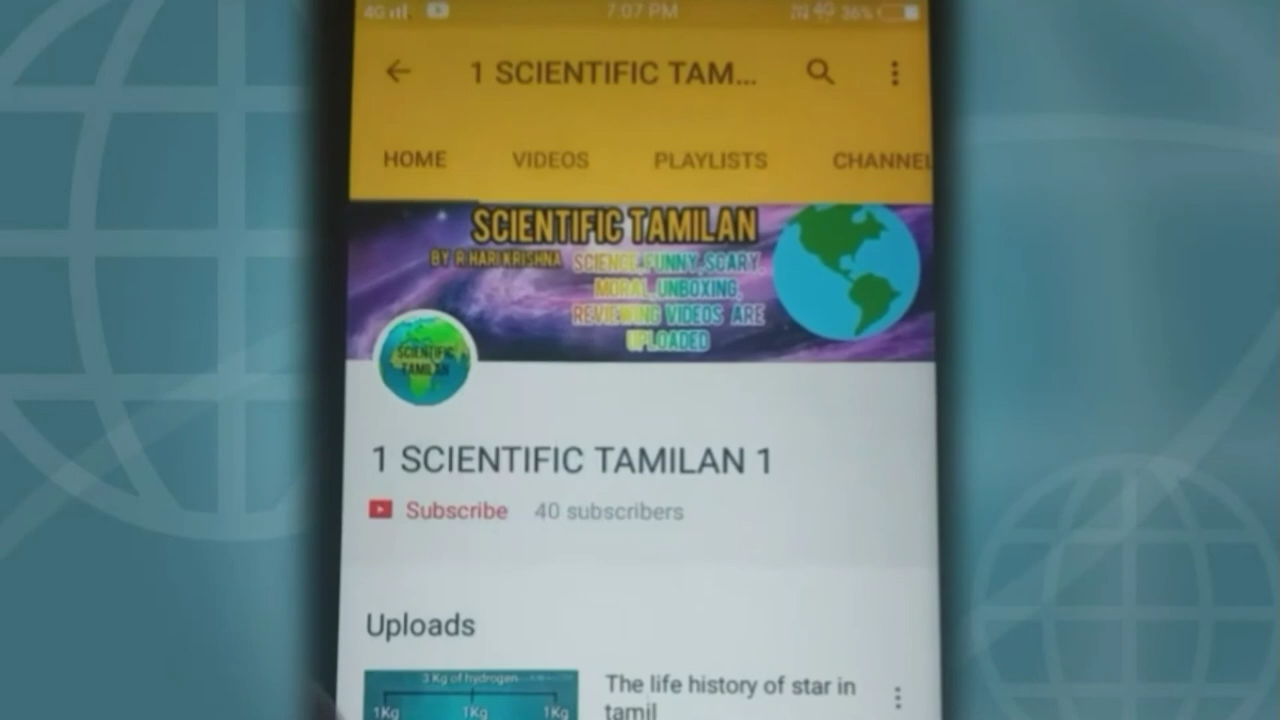 4G 7:07 PM 4G 36%
1 SCIENTIFIC TAM...
HOME VIDEOS PLAYLISTS CHANNEL
SCIENTIFIC TAMILAN
BY R.HARI KRISHNA SCIENCE,FUNNY,SCARY,
MORAL,UNBOXING,
REVIEWING VIDEOS ARE
UPLOADED
SCIENTIFIC
TAMILAN
1 SCIENTIFIC TAMILAN 1
Subscribe 40 subscribers
Uploads
3 Kg of hydrogen
1Kg 1Kg 1Kg
The life history of star in
tamil